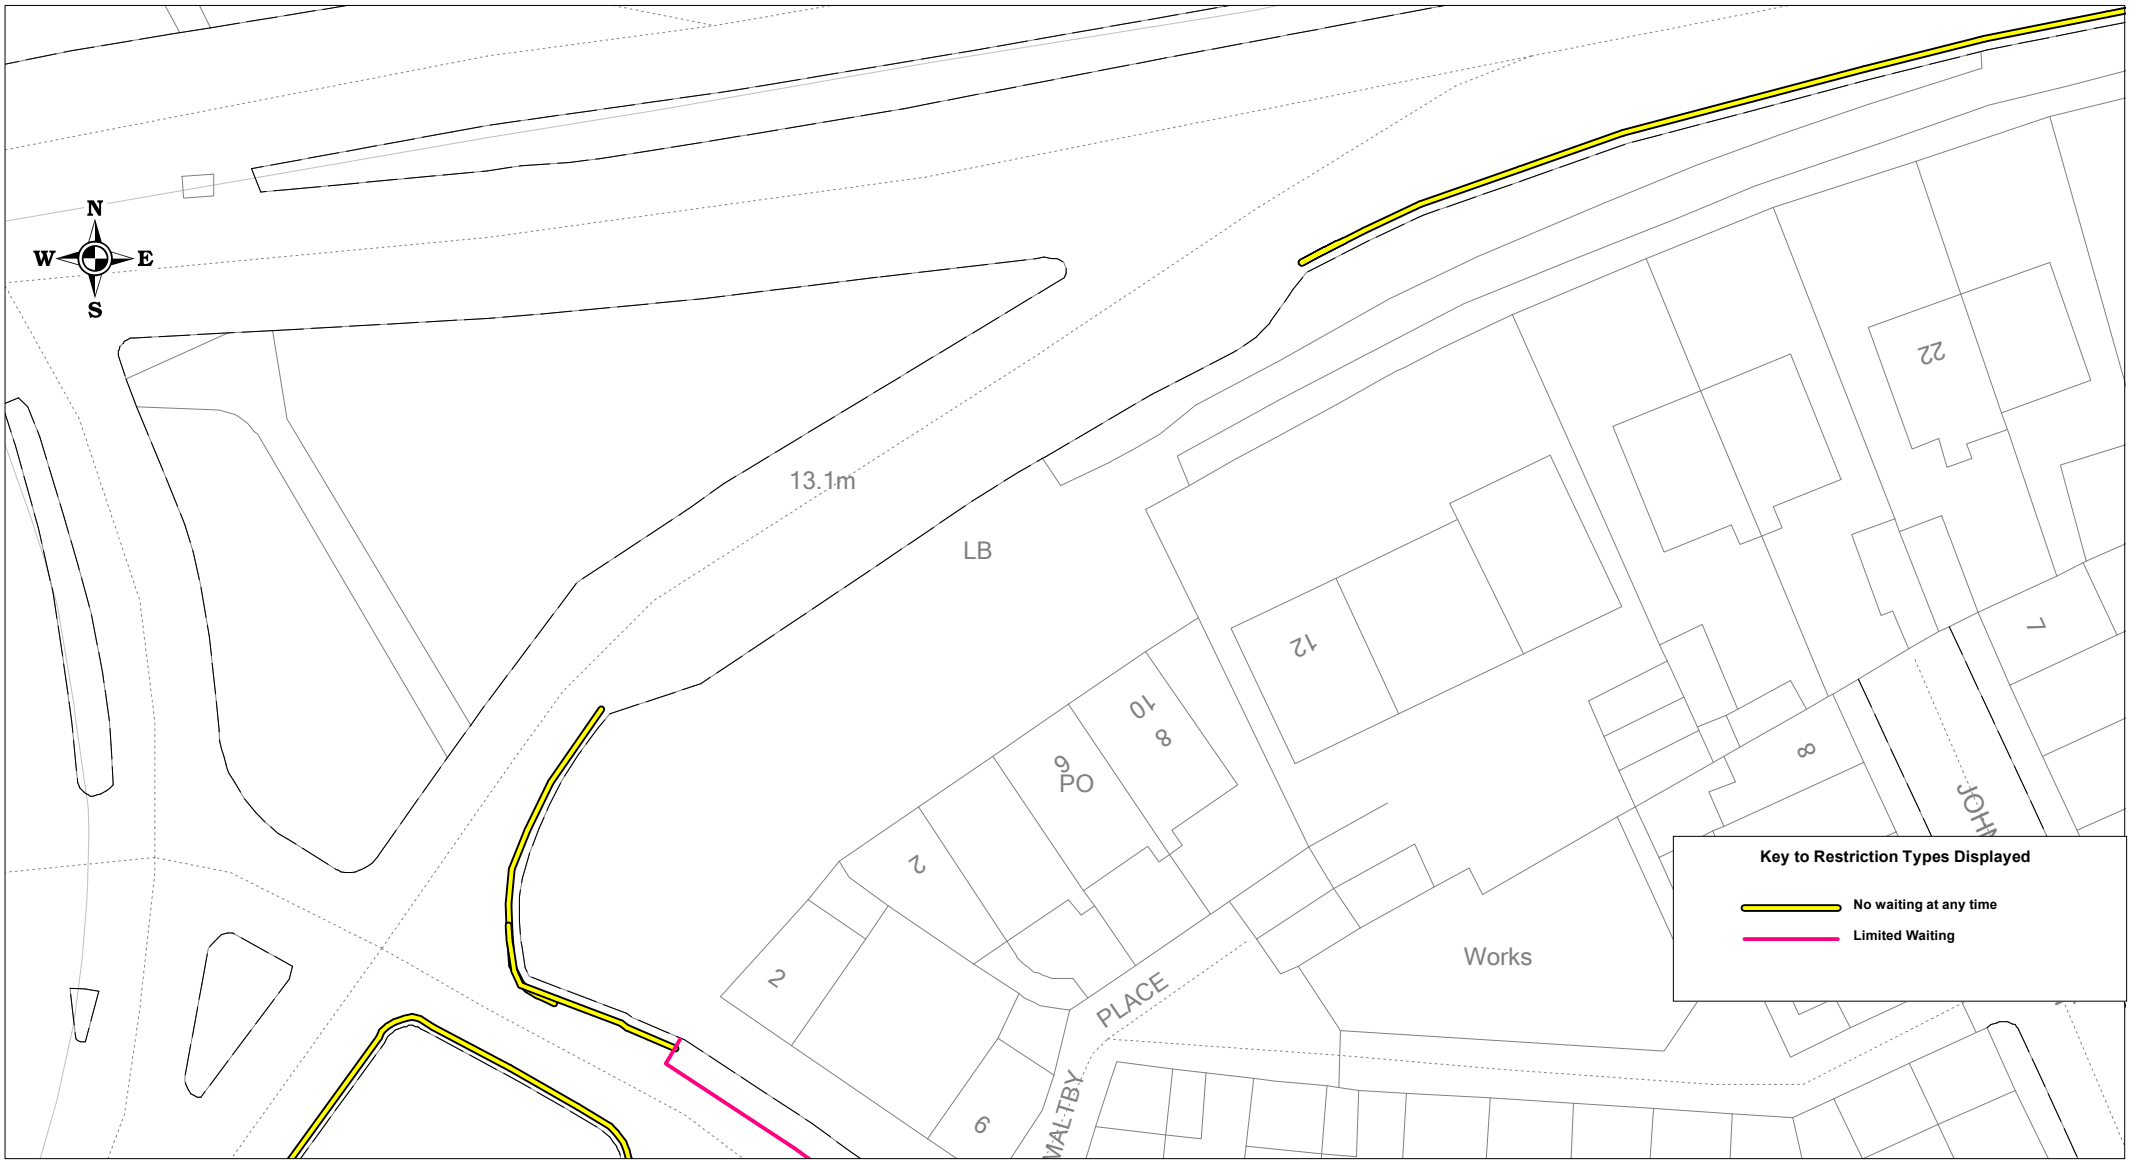 N
W E
S
22
13.1m
LB
12
7
10
8
6
PO
8
2
2
PLACE
Works
6
MALTBY
Key to Restriction Types Displayed
No waiting at any time
Limited Waiting